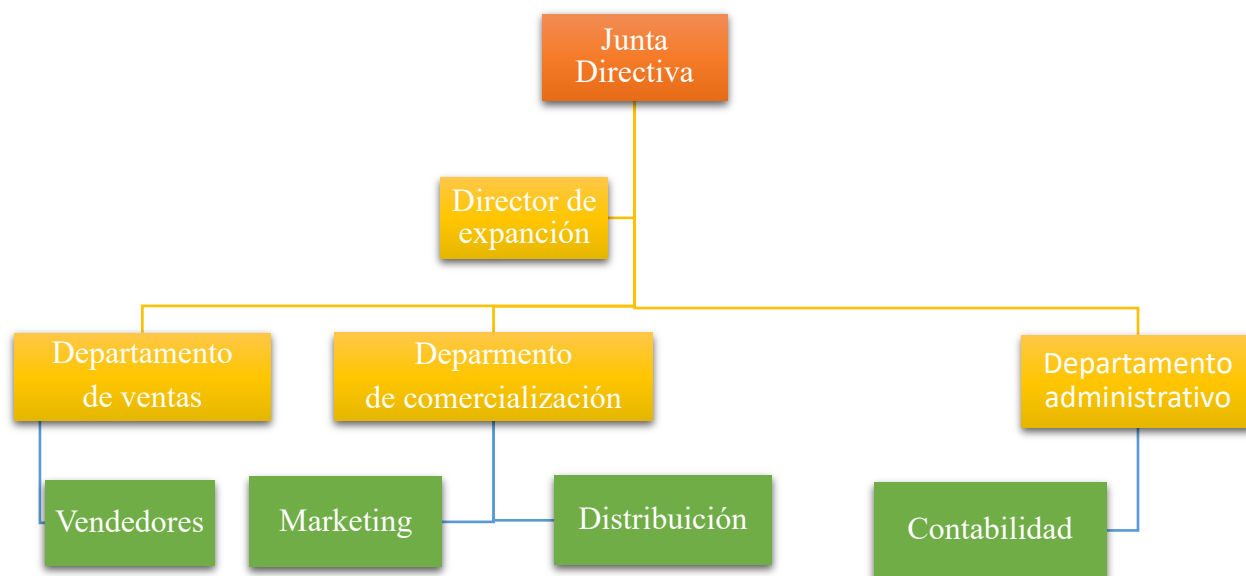 Junta
Directiva
Director de
expanción
Departamento
de ventas
Deparmento
de comercialización
Departamento
administrativo
Vendedores
Marketing
Distribuición
Contabilidad